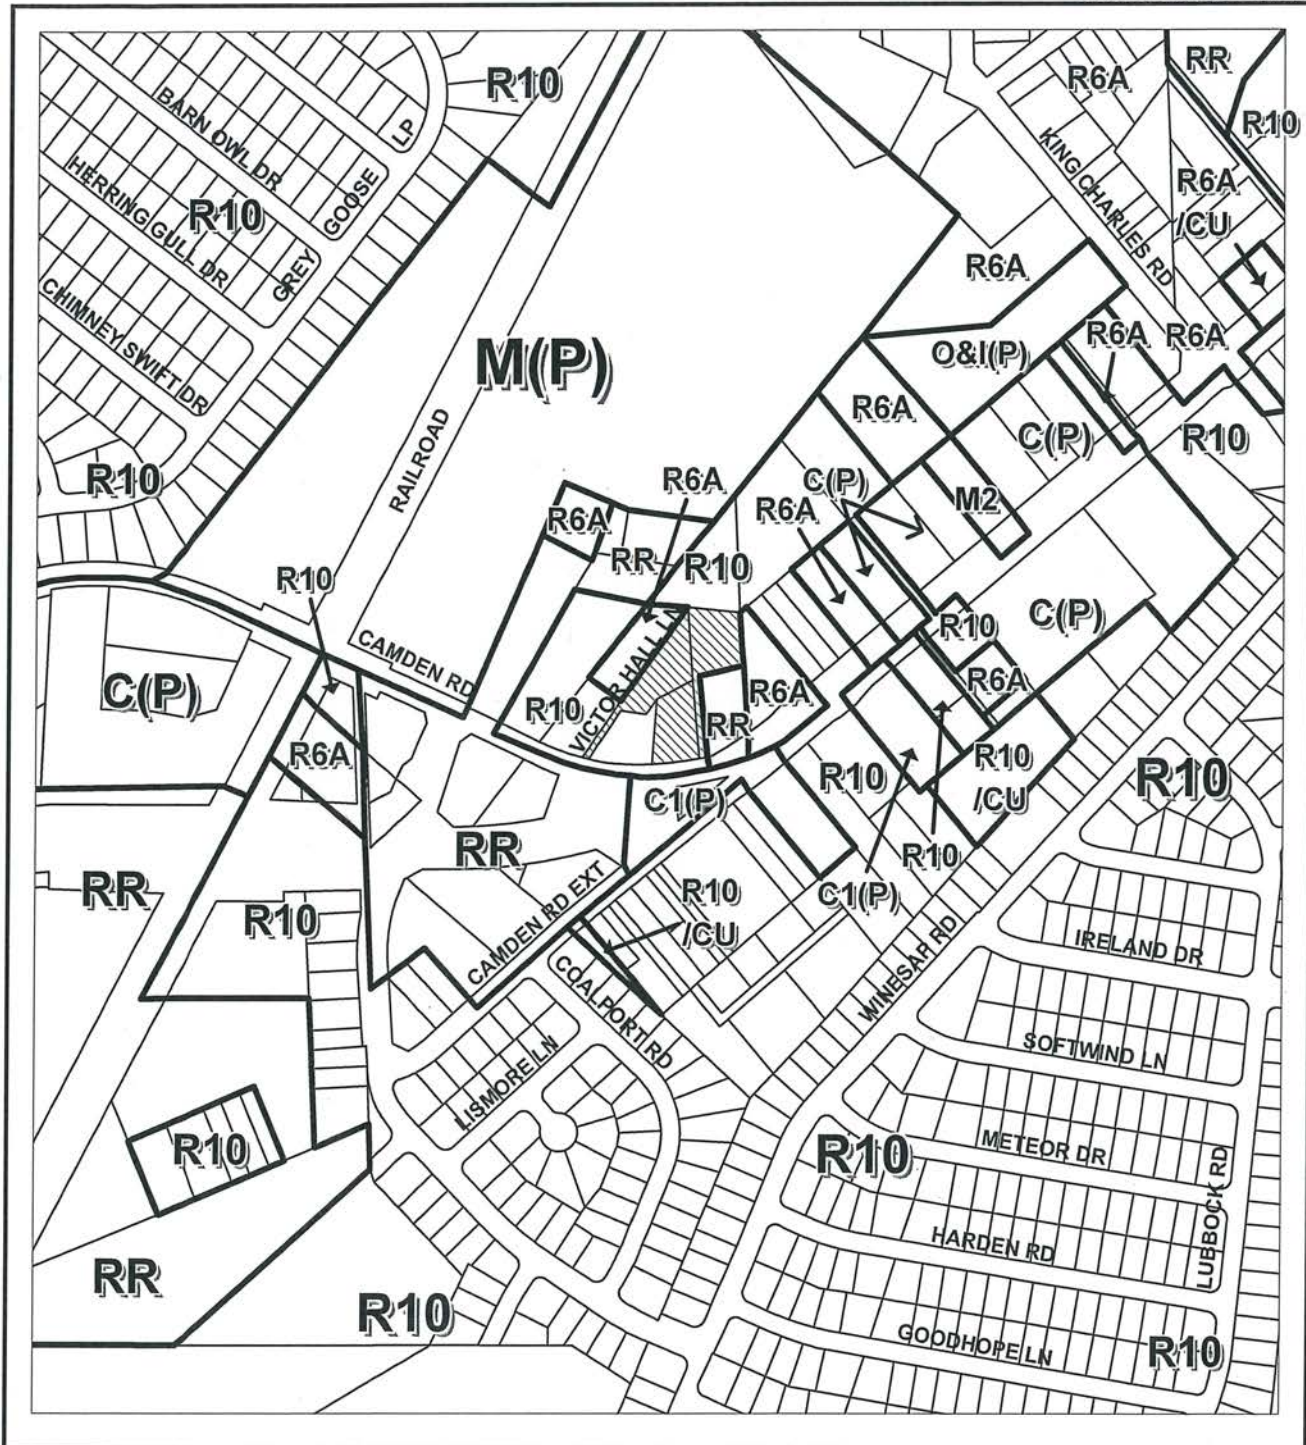 R10
RR
R6A
R10
BARN OWL DR
LP
KING CHARLES RD
R6A
/CU
HERRING GULL DR
R10
GREY GOOSE
R6A
CHIMNEY SWIFT DR
M(P)
O&I(P)
R6A
R6A
R6A
C(P)
R10
RAILROAD
R10
R6A
C(P)
R6A
M2
R6A
RR
R10
R10
C(P)
R10
CAMDEN RD
VICTOR HALL LN
C(P)
R10
R6A
RR
R6A
R6A
R10
/CU
R10
R10
C1(P)
RR
R10
C1(P)
RR
R10
CAMDEN RD EXT
R10
/CU
WINESAP RD
IRELAND DR
COALPORT RD
SOFTWIND LN
LISMORE LN
R10
R10
METEOR DR
LUBBOCK RD
HARDEN RD
RR
R10
GOODHOPE LN
R10